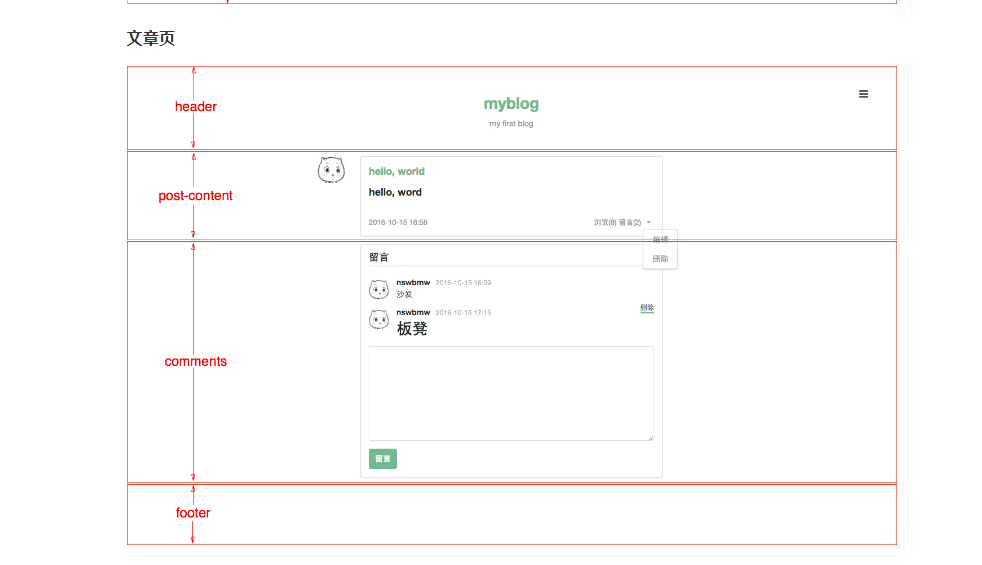 文章页
header
myblog
my first blog
post-content
hello, world
hello, word
2016-10-15 16:56
浏览(8) 留言(2)
编辑
删除
留言
nswbmw 2016-10-15 16:59
沙发
nswbmw 2016-10-15 17:15
删除
板凳
comments
留言
footer